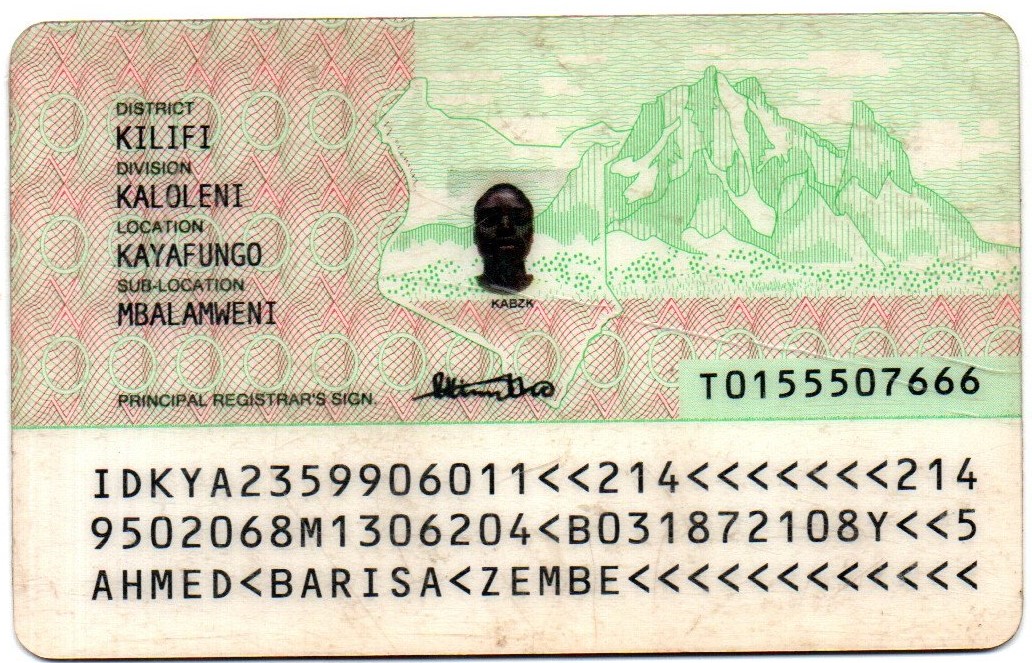 DISTRICT
KILIFI
DIVISION
KALOLENI
LOCATION
KAYAFUNGO
SUB-LOCATION
MBALAMWENI
KABZK
PRINCIPAL REGISTRAR'S SIGN.
T0155507666
IDKYA2359906011<<214<<<<<<<214
9502068M1306204<B031872108Y<<5
AHMED<BARISA<ZEMBE<<<<<<<<<<<<